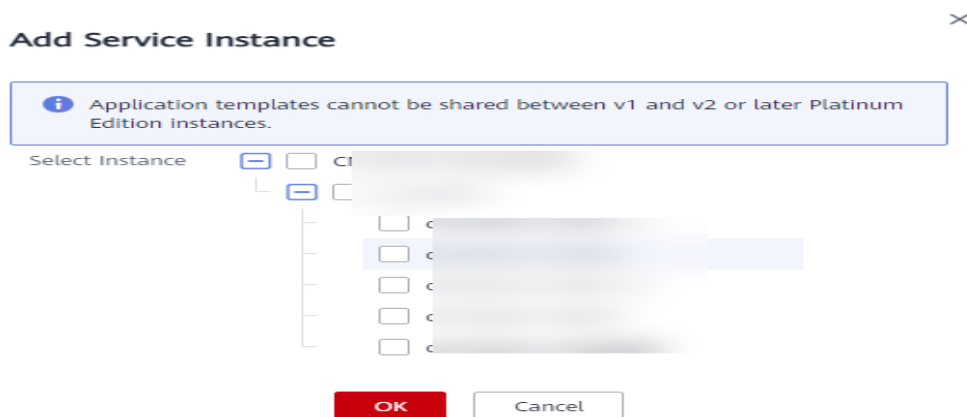 Add Service Instance
Application templates cannot be shared between v1 and v2 or later Platinum
Edition instances.
Select Instance
OK Cancel